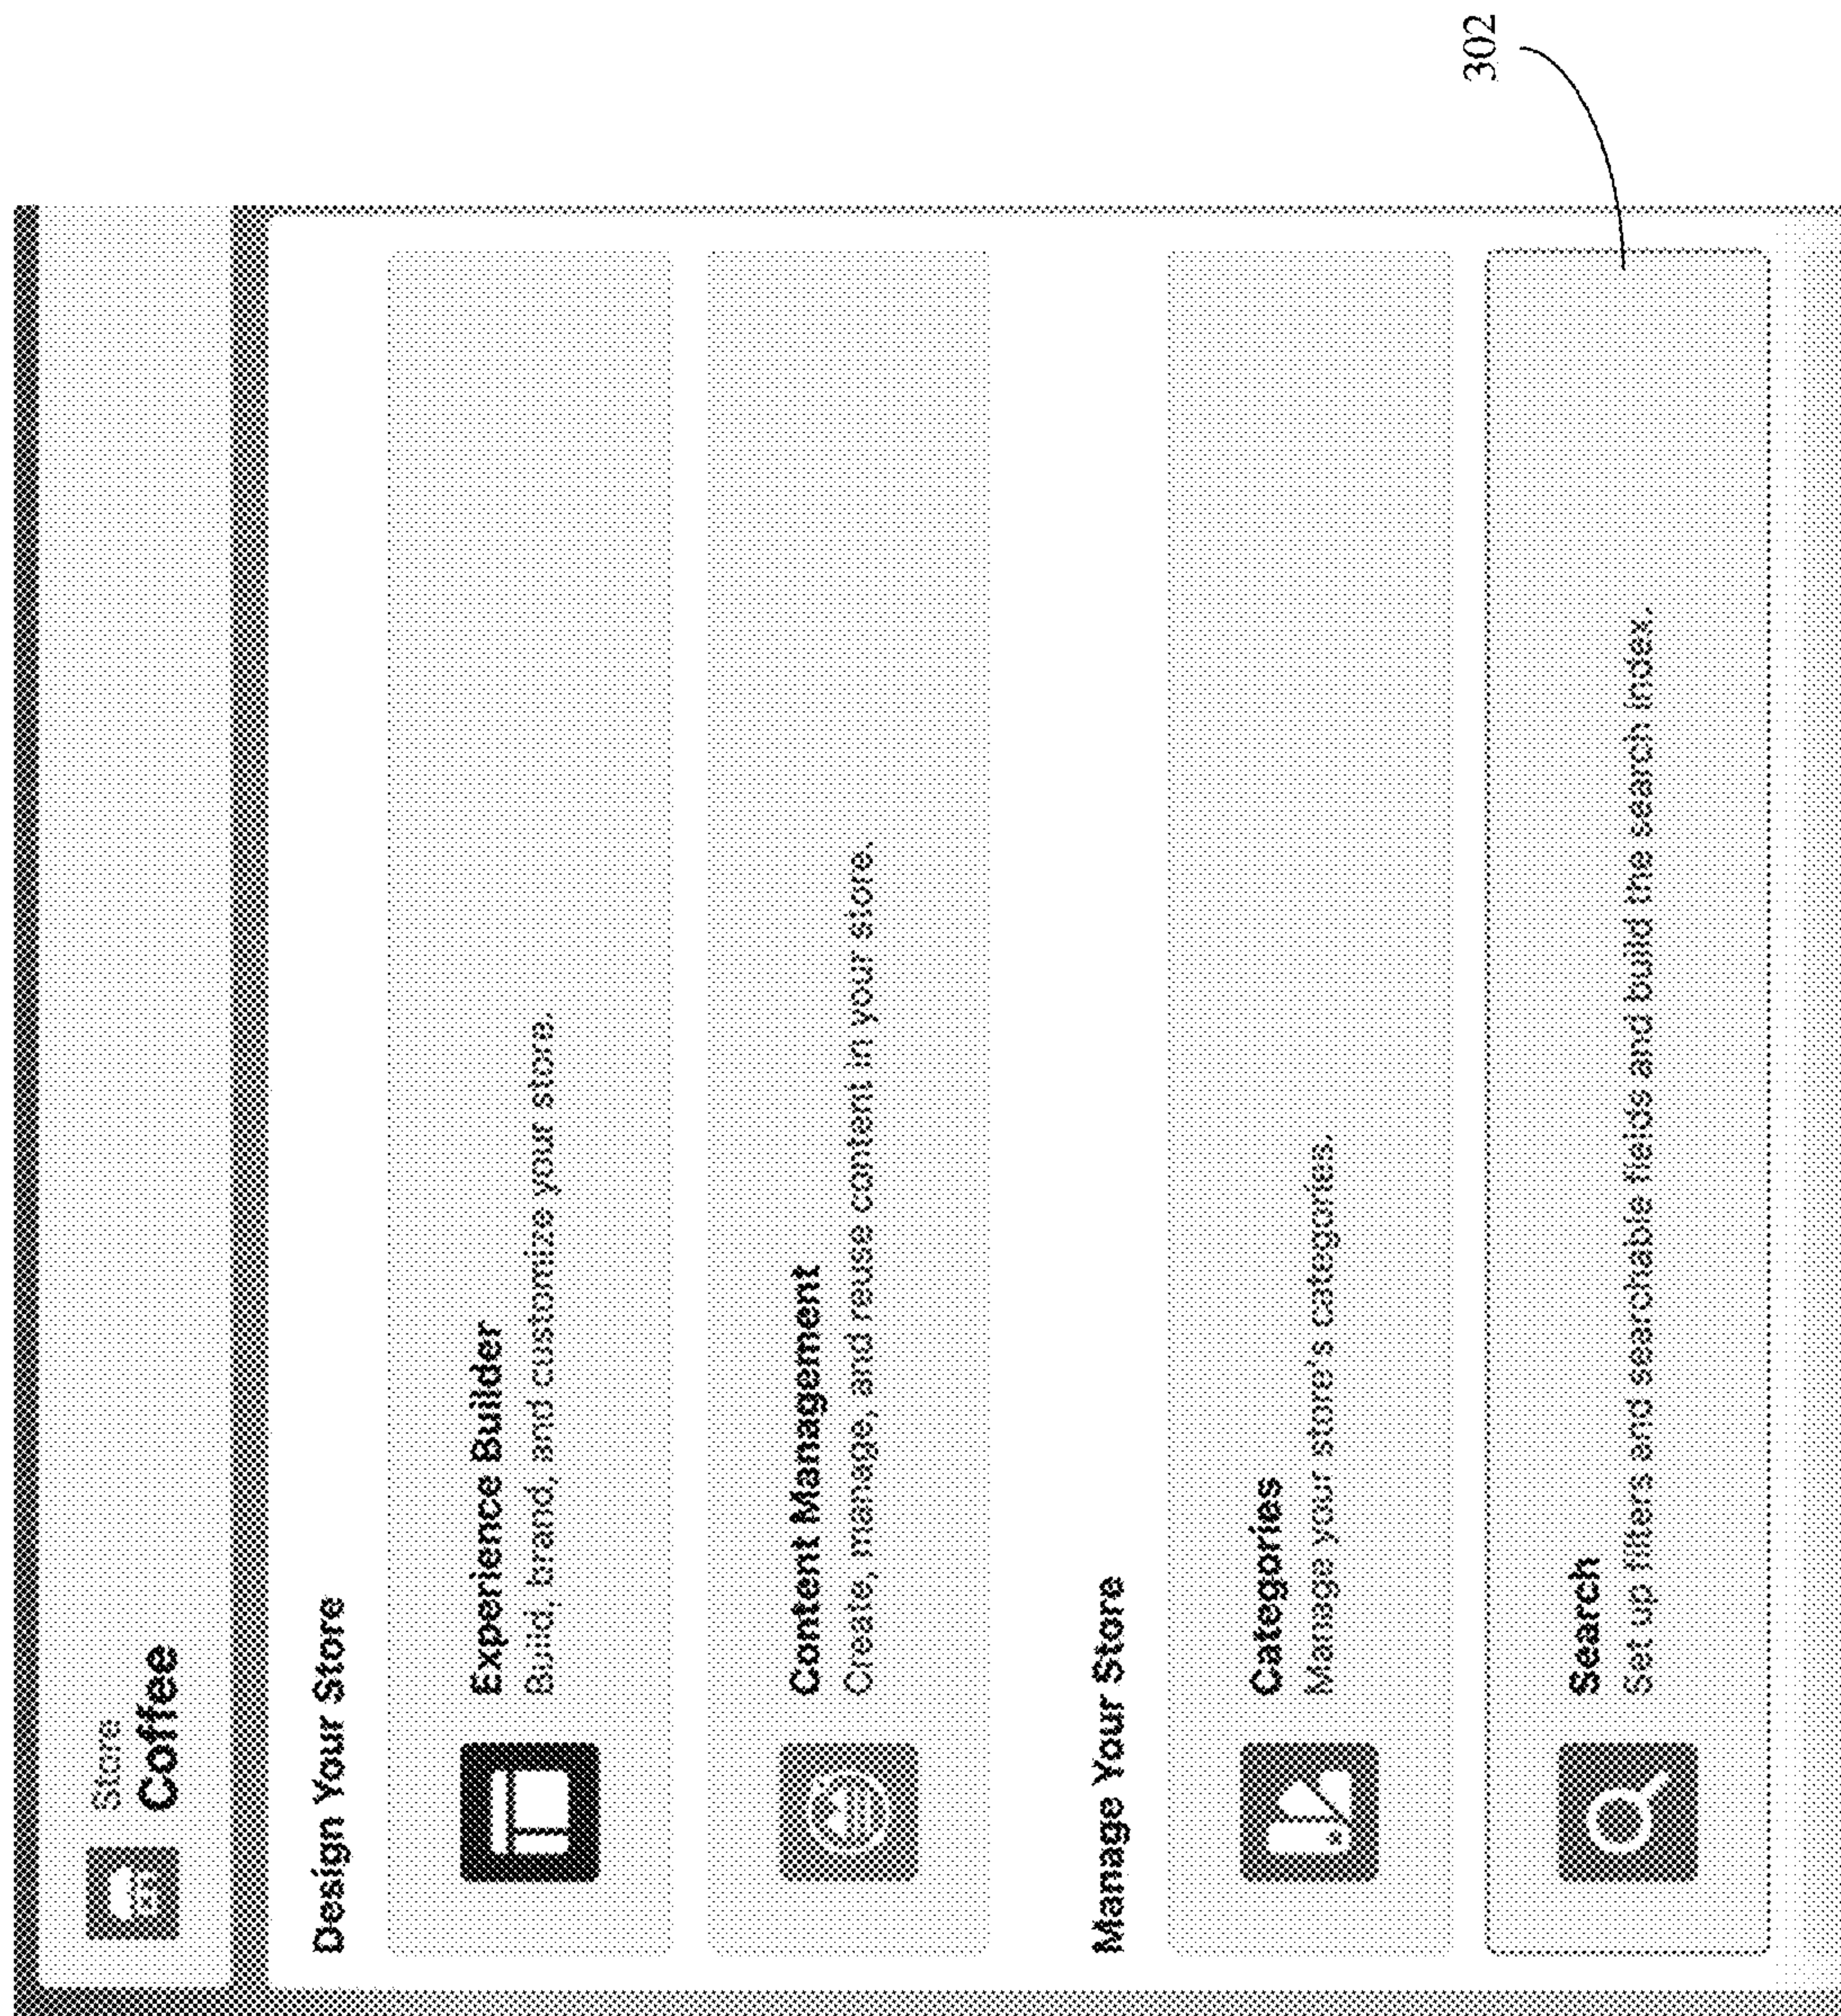 Store
Coffee
Design Your Store
Experience Builder
Build, brand, and customize your store.
Content Management
Create, manage, and reuse content in your store.
Manage Your Store
Categories
Manage your store's categories.
Search
Set up filters and searchable fields and build the search index.
302